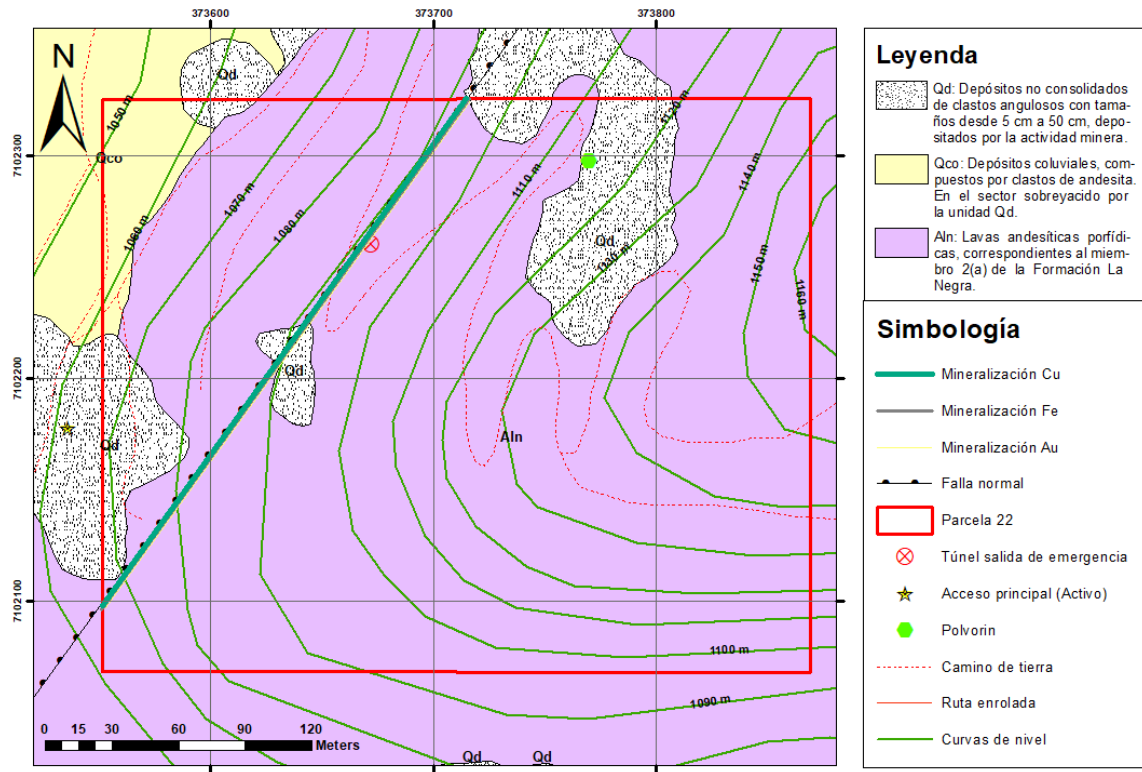 373600
373700
373800
N
7102300
7102200
7102100
Qd
Qd
Qco
Qd
Qd
Qd
Aln
Qd
Qd
1050 m
1060 m
1070 m
1080 m
1110 m
1120 m
1130 m
1140 m
1150 m
1160 m
1100 m
1090 m
0 15 30 60 90 120
Meters
Leyenda
Qd: Depósitos no consolidados
de clastos angulosos con tama-
ños desde 5 cm a 50 cm, depo-
sitados por la actividad minera.
Qco: Depósitos coluviales, com-
puestos por clastos de andesita.
En el sector sobreyacido por
la unidad Qd.
Aln: Lavas andesíticas porfídi-
cas, correspondientes al miem-
bro 2(a) de la Formación La
Negra.
Simbología
Mineralización Cu
Mineralización Fe
Mineralización Au
Falla normal
Parcela 22
Túnel salida de emergencia
Acceso principal (Activo)
Polvorin
Camino de tierra
Ruta enrolada
Curvas de nivel